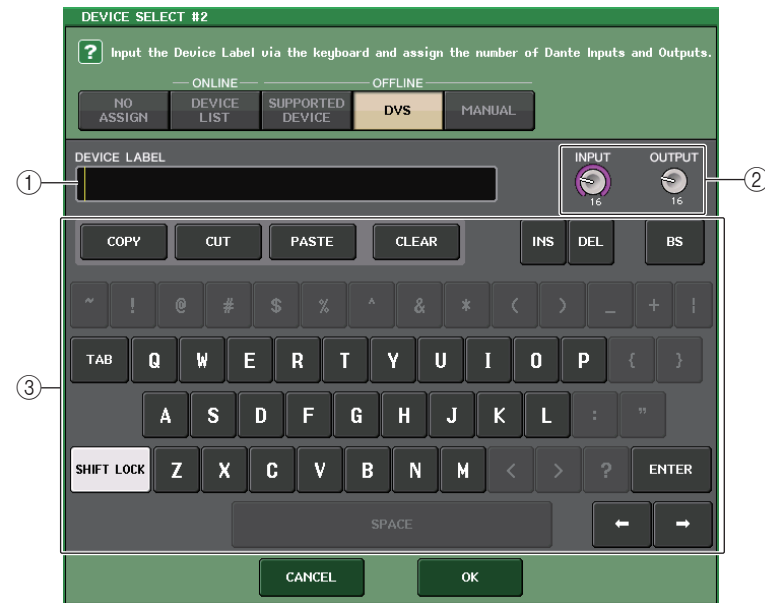 DEVICE SELECT #2
? Input the Device Label via the keyboard and assign the number of Dante Inputs and Outputs.
ONLINE OFFLINE
NO ASSIGN DEVICE LIST SUPPORTED DEVICE DVS MANUAL
DEVICE LABEL INPUT OUTPUT
① ②
16 16
COPY CUT PASTE CLEAR INS DEL BS
~ ! @ # $ % ^ & * ( ) _ + |
③
TAB Q W E R T Y U I O P { }
A S D F G H J K L : "
SHIFT LOCK Z X C V B N M < > ? ENTER
SPACE ← →
CANCEL OK